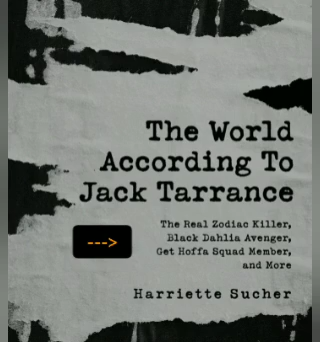 The World
According To
Jack Tarrance
The Real Zodiac Killer,
Black Dahlia Avenger,
Get Hoffa Squad Member,
and More
--->
Harriette Sucher